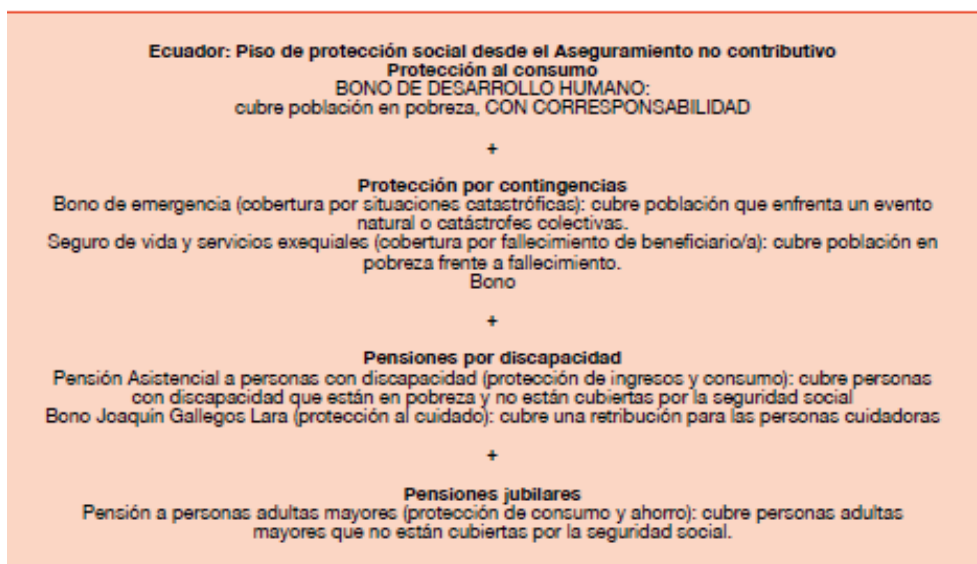 Ecuador: Piso de protección social desde el Aseguramiento no contributivo
Protección al consumo
BONO DE DESARROLLO HUMANO:
cubre población en pobreza, CON CORRESPONSABILIDAD
+
Protección por contingencias
Bono de emergencia (cobertura por situaciones catastróficas): cubre población que enfrenta un evento
natural o catástrofes colectivas.
Seguro de vida y servicios exequiales (cobertura por fallecimiento de beneficiario/a): cubre población en
pobreza frente a fallecimiento.
Bono
+
Pensiones por discapacidad
Pensión Asistencial a personas con discapacidad (protección de ingresos y consumo): cubre personas
con discapacidad que están en pobreza y no están cubiertas por la seguridad social
Bono Joaquín Gallegos Lara (protección al cuidado): cubre una retribución para las personas cuidadoras
+
Pensiones jubilares
Pensión a personas adultas mayores (protección de consumo y ahorro): cubre personas adultas
mayores que no están cubiertas por la seguridad social.